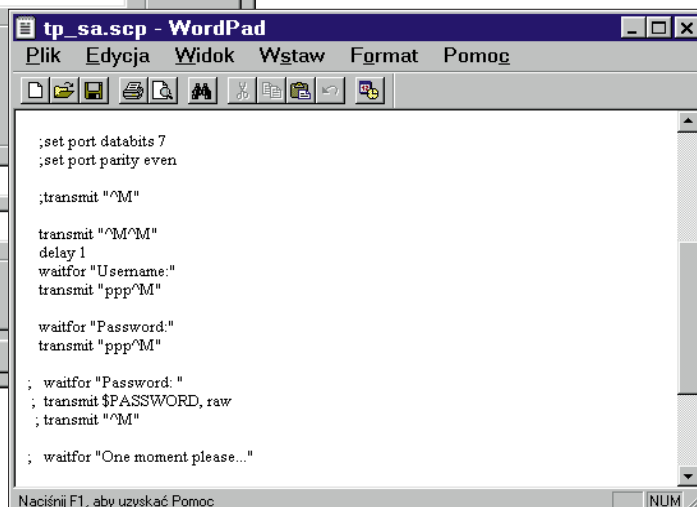 tp_sa.scp - WordPad
Plik Edycja Widok Wstaw Format Pomoc
;set port databits 7
;set port parity even
;transmit "^M"
transmit "^M^M"
delay 1
waitfor "Username:"
transmit "ppp^M"
waitfor "Password:"
transmit "ppp^M"
; waitfor "Password: "
; transmit $PASSWORD, raw
; transmit "^M"
; waitfor "One moment please..."
Naciśnij F1, aby uzyskać Pomoc NUM